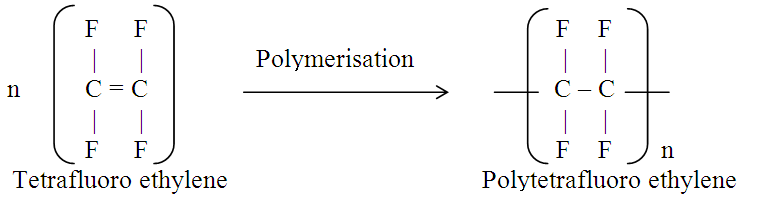 F F F F
Polymerisation
n C = C C – C
F F F F n
Tetrafluoro ethylene Polytetrafluoro ethylene